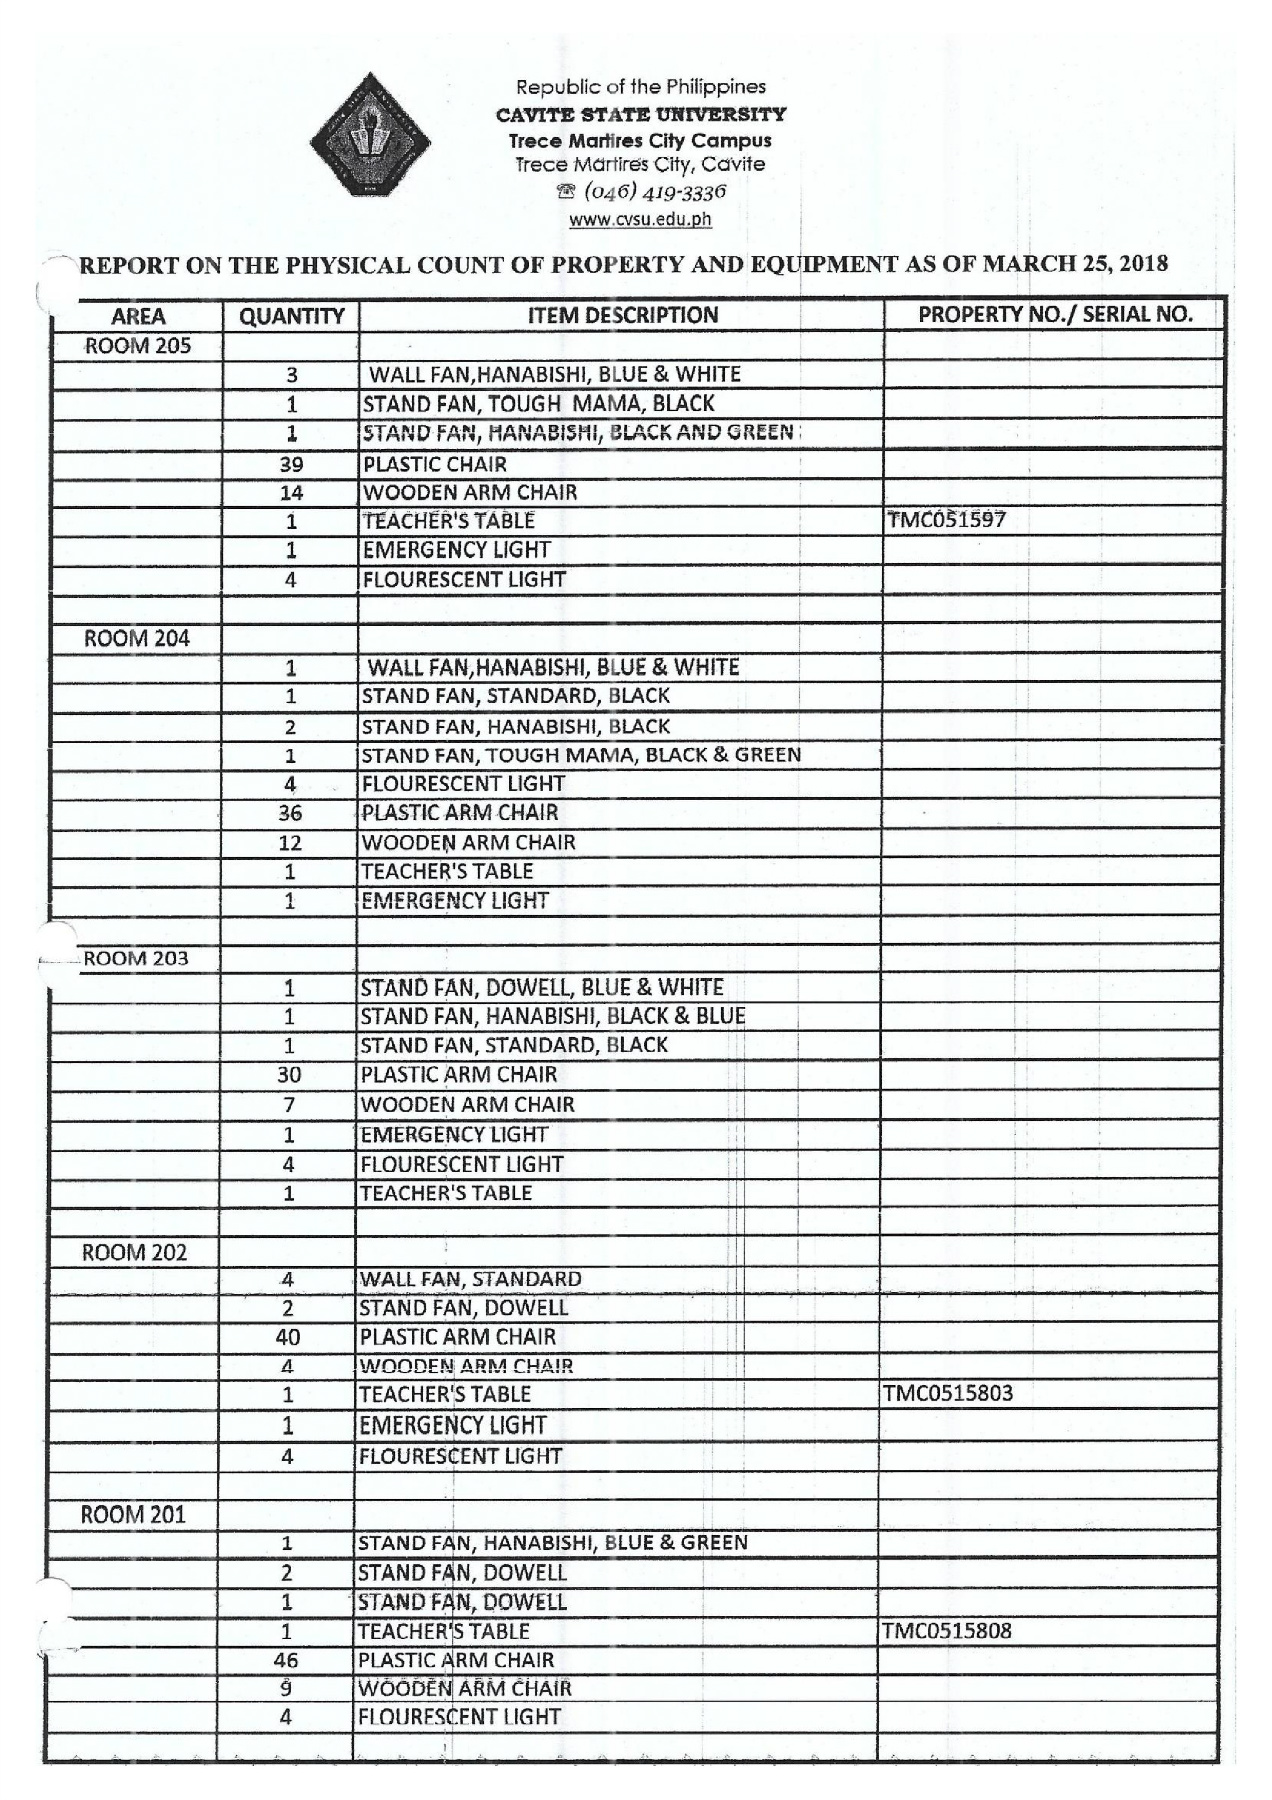 Republic of the Philippines
CAVITE STATE UNIVERSITY
Trece Martires City Campus
Trece Martires City, Cavite
☎ (046) 419-3336
www.cvsu.edu.ph
REPORT ON THE PHYSICAL COUNT OF PROPERTY AND EQUIPMENT AS OF MARCH 25, 2018
AREA QUANTITY ITEM DESCRIPTION PROPERTY NO./ SERIAL NO.
ROOM 205
3 WALL FAN,HANABISHI, BLUE & WHITE
1 STAND FAN, TOUGH MAMA, BLACK
1 STAND FAN, HANABISHI, BLACK AND GREEN
39 PLASTIC CHAIR
14 WOODEN ARM CHAIR
1 TEACHER'S TABLE TMC051597
1 EMERGENCY LIGHT
4 FLOURESCENT LIGHT
ROOM 204
1 WALL FAN,HANABISHI, BLUE & WHITE
1 STAND FAN, STANDARD, BLACK
2 STAND FAN, HANABISHI, BLACK
1 STAND FAN, TOUGH MAMA, BLACK & GREEN
4 FLOURESCENT LIGHT
36 PLASTIC ARM CHAIR
12 WOODEN ARM CHAIR
1 TEACHER'S TABLE
1 EMERGENCY LIGHT
ROOM 203
1 STAND FAN, DOWELL, BLUE & WHITE
1 STAND FAN, HANABISHI, BLACK & BLUE
1 STAND FAN, STANDARD, BLACK
30 PLASTIC ARM CHAIR
7 WOODEN ARM CHAIR
1 EMERGENCY LIGHT
4 FLOURESCENT LIGHT
1 TEACHER'S TABLE
ROOM 202
4 WALL FAN, STANDARD
2 STAND FAN, DOWELL
40 PLASTIC ARM CHAIR
4 WOODEN ARM CHAIR
1 TEACHER'S TABLE TMC0515803
1 EMERGENCY LIGHT
4 FLOURESCENT LIGHT
ROOM 201
1 STAND FAN, HANABISHI, BLUE & GREEN
2 STAND FAN, DOWELL
1 STAND FAN, DOWELL
1 TEACHER'S TABLE TMC0515808
46 PLASTIC ARM CHAIR
9 WOODEN ARM CHAIR
4 FLOURESCENT LIGHT